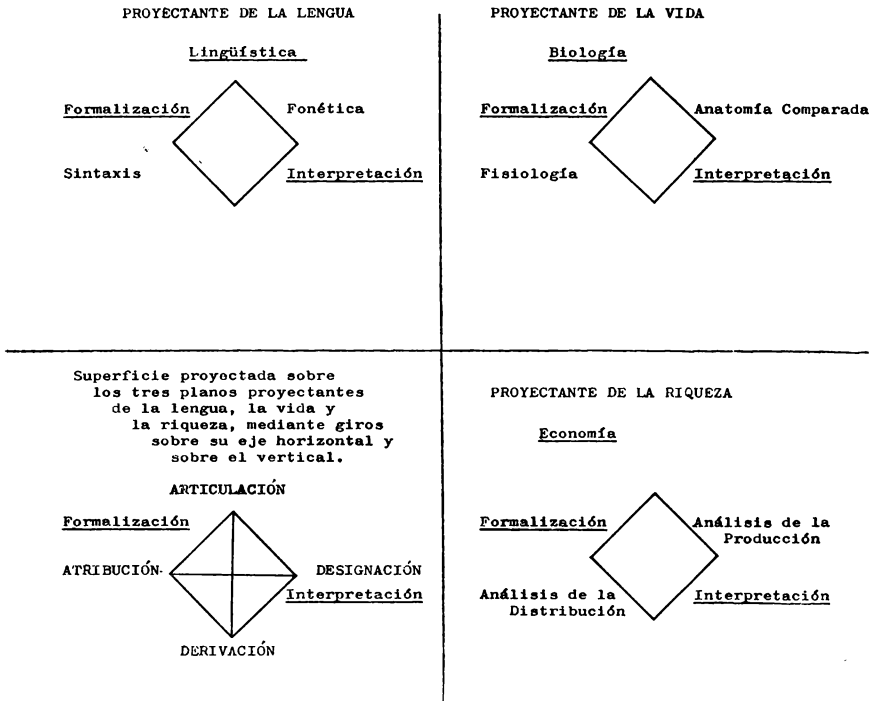 PROYECTANTE DE LA LENGUA
Lingüística
Formalización
Fonética
Sintaxis
Interpretación
PROYECTANTE DE LA VIDA
Biología
Formalización
Anatomía Comparada
Fisiología
Interpretación
Superficie proyoctada sobre
los tres planos proyectantes
de la lengua, la vida y
la riqueza, mediante giros
sobre su eje horizontal y
sobre el vertical.
ARTICULACIÓN
Formalización
ATRIBUCIÓN
DESIGNACIÓN
Interpretación
DERIVACIÓN
PROYECTANTE DE LA RIQUEZA
Economía
Formalización
Análisis de la
Producción
Análisis de la
Distribución
Interpretación